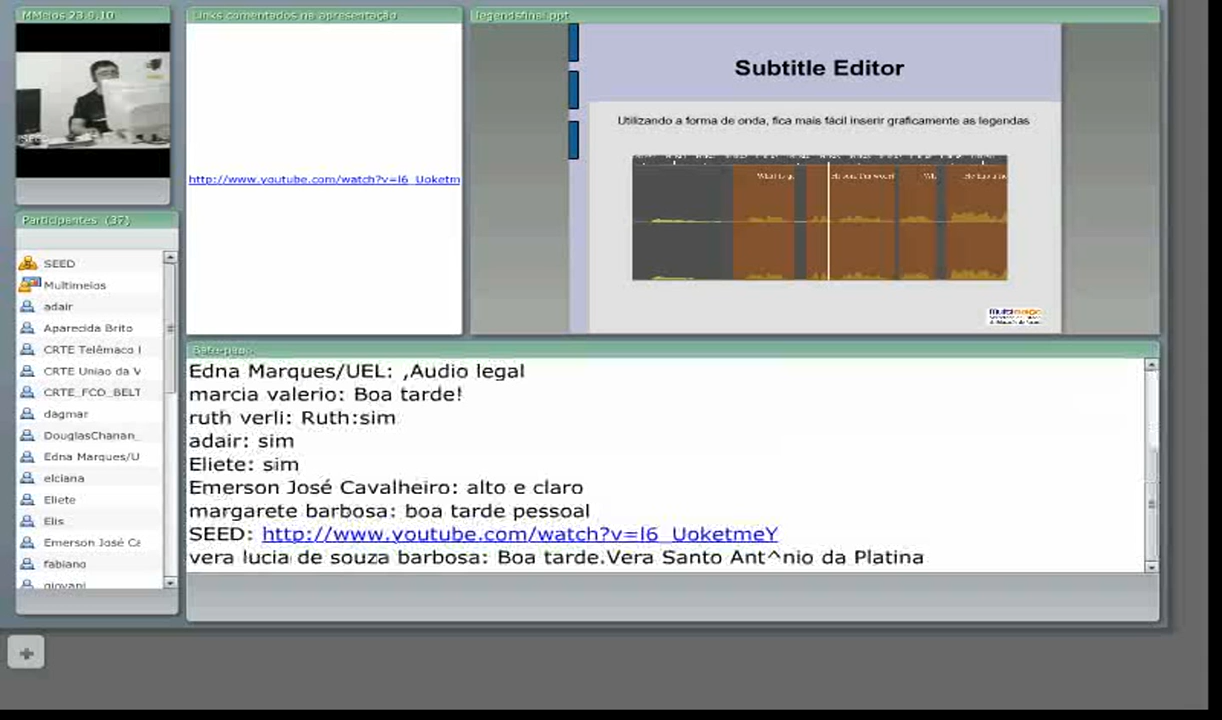 MMeios 23.9.10
Links comentados na apresentação
http://www.youtube.com/watch?v=l6_Uoketm
legendsfinal.ppt
Subtitle Editor
Utilizando a forma de onda, fica mais fácil inserir graficamente as legendas
Participantes (37)
SEED
Multimeios
adair
Aparecida Brito
CRTE Telêmaco
CRTE Uniao da V
CRTE_FCO_BELT
dagmar
DouglasChanan_
Edna Marques/U
elciana
Eliete
Elis
Emerson José Ca
fabiano
giovani
Bate-papo
Edna Marques/UEL: ,Audio legal
marcia valerio: Boa tarde!
ruth verli: Ruth:sim
adair: sim
Eliete: sim
Emerson José Cavalheiro: alto e claro
margarete barbosa: boa tarde pessoal
SEED: http://www.youtube.com/watch?v=l6_UoketmeY
vera lucia de souza barbosa: Boa tarde.Vera Santo Ant^nio da Platina